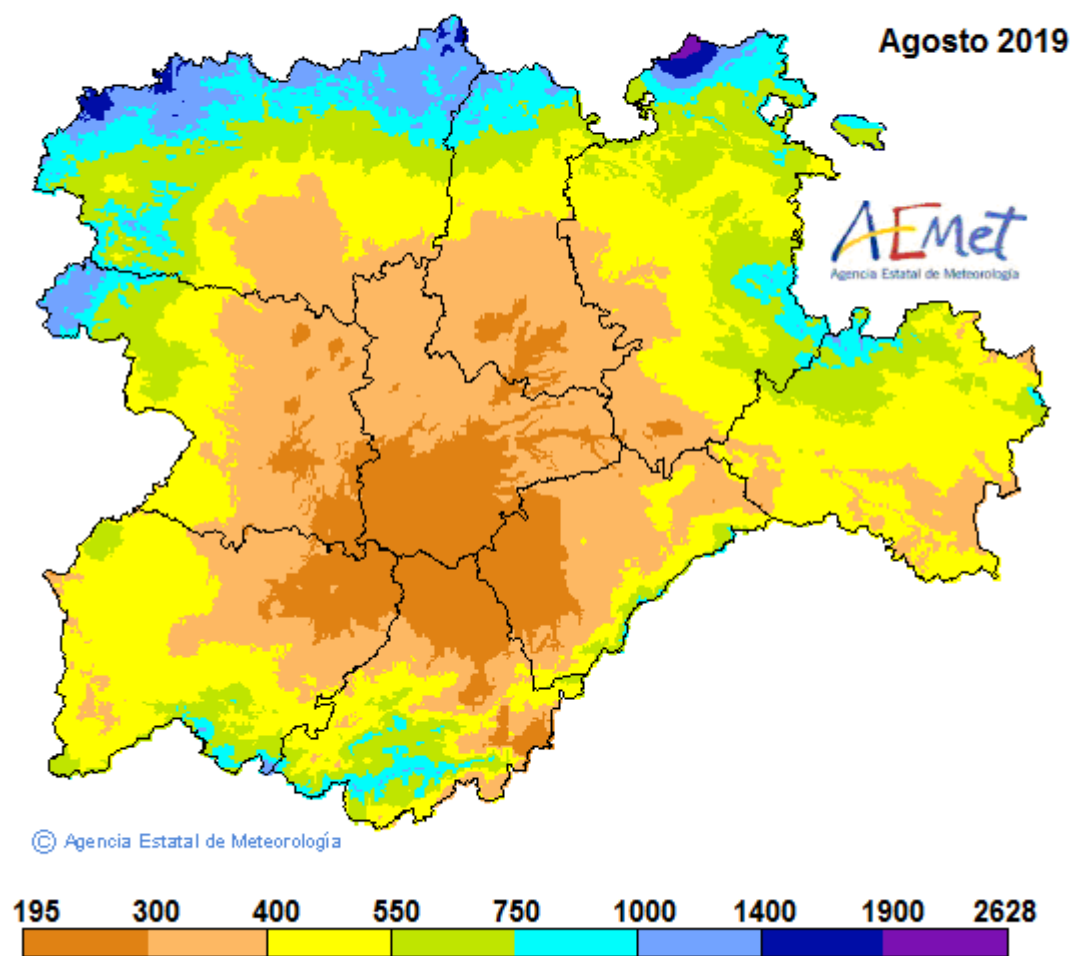 Agosto 2019
AEMet
Agencia Estatal de Meteorología
© Agencia Estatal de Meteorología
195 300 400 550 750 1000 1400 1900 2628